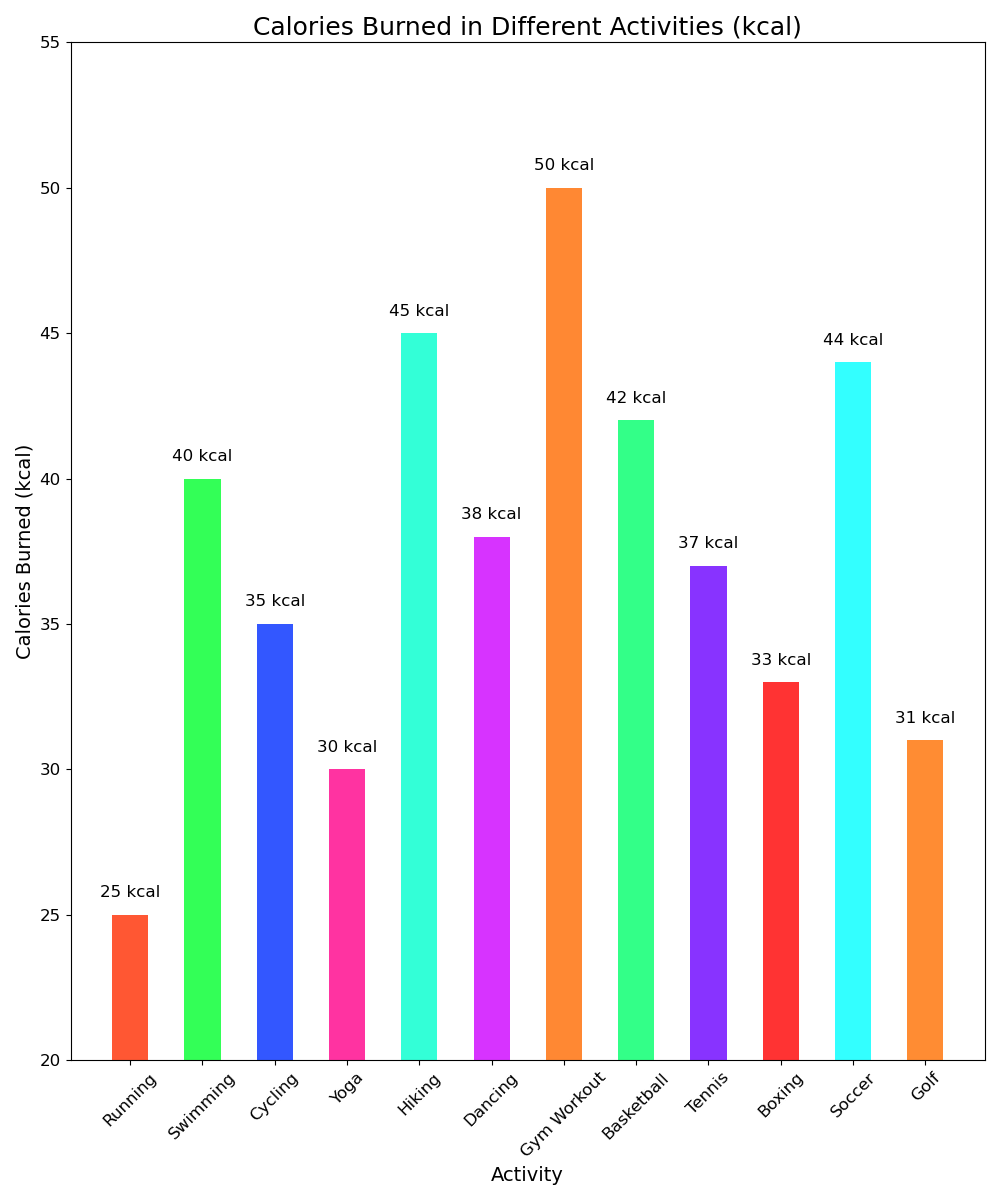 Calories Burned in Different Activities (kcal)
55
50
45
40
35
30
25
20
Calories Burned (kcal)
25 kcal
40 kcal
35 kcal
30 kcal
45 kcal
38 kcal
50 kcal
42 kcal
37 kcal
33 kcal
44 kcal
31 kcal
Running
Swimming
Cycling
Yoga
Hiking
Dancing
Gym Workout
Basketball
Tennis
Boxing
Soccer
Golf
Activity